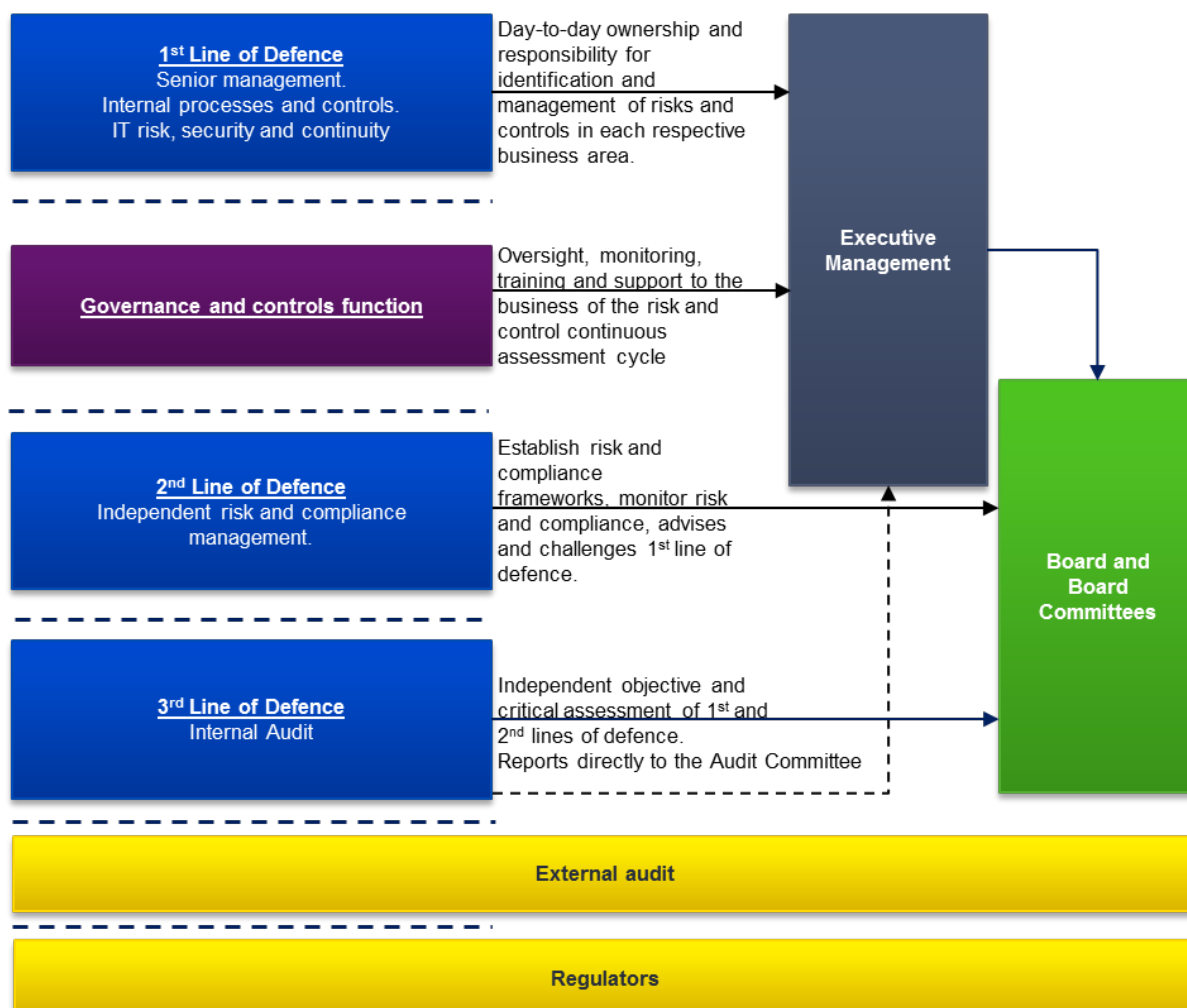 1st Line of Defence
Senior management.
Internal processes and controls.
IT risk, security and continuity
Day-to-day ownership and
responsibility for
identification and
management of risks and
controls in each respective
business area.
Executive
Management
Governance and controls function
Oversight, monitoring,
training and support to the
business of the risk and
control continuous
assessment cycle
2nd Line of Defence
Independent risk and compliance
management.
Establish risk and
compliance
frameworks, monitor risk
and compliance, advises
and challenges 1st line of
defence.
Board and
Board
Committees
3rd Line of Defence
Internal Audit
Independent objective and
critical assessment of 1st and
2nd lines of defence.
Reports directly to the Audit Committee
External audit
Regulators